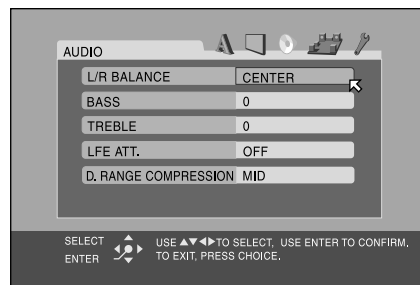 AUDIO
L/R BALANCE CENTER
BASS 0
TREBLE 0
LFE ATT. OFF
D. RANGE COMPRESSION MID
SELECT
ENTER
USE ▲▼◀▶TO SELECT, USE ENTER TO CONFIRM.
TO EXIT, PRESS CHOICE.